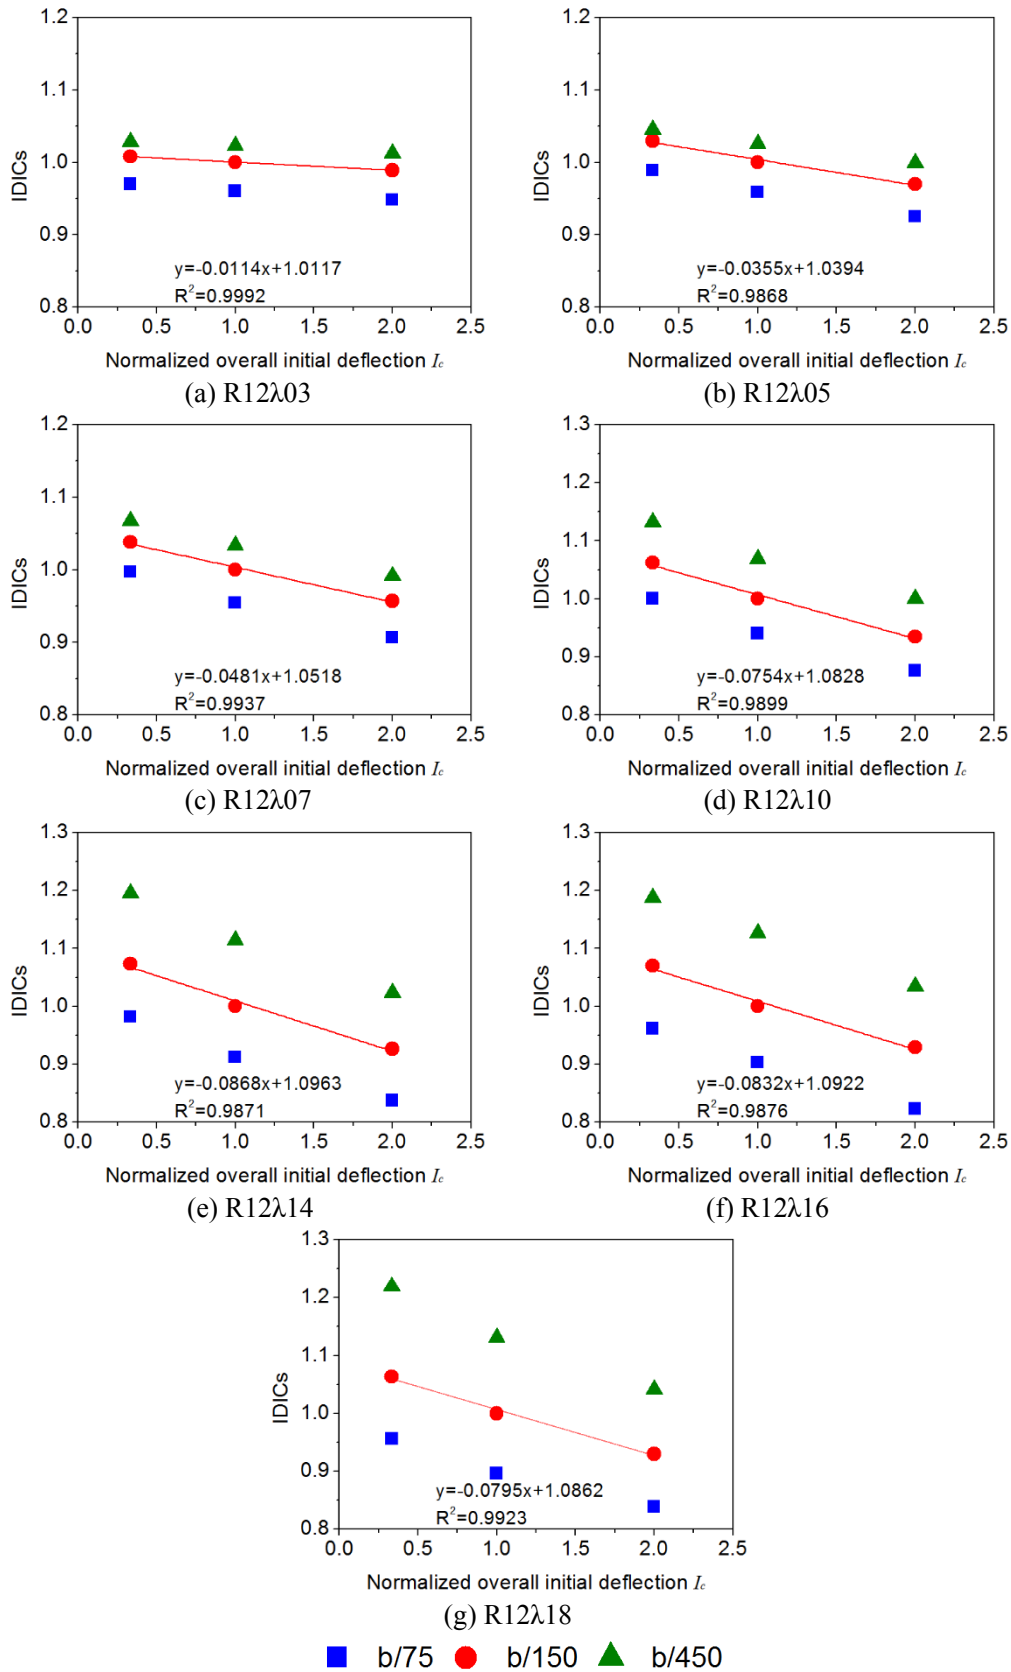 1.2
1.1
1.0
0.9
0.8
IDICs
y=-0.0114x+1.0117
R²=0.9992
0.0 0.5 1.0 1.5 2.0 2.5
Normalized overall initial deflection Ic
(a) R12λ03
1.2
1.1
1.0
0.9
0.8
IDICs
y=-0.0355x+1.0394
R²=0.9868
0.0 0.5 1.0 1.5 2.0 2.5
Normalized overall initial deflection Ic
(b) R12λ05
1.2
1.1
1.0
0.9
0.8
IDICs
y=-0.0481x+1.0518
R²=0.9937
0.0 0.5 1.0 1.5 2.0 2.5
Normalized overall initial deflection Ic
(c) R12λ07
1.3
1.2
1.1
1.0
0.9
0.8
IDICs
y=-0.0754x+1.0828
R²=0.9899
0.0 0.5 1.0 1.5 2.0 2.5
Normalized overall initial deflection Ic
(d) R12λ10
1.3
1.2
1.1
1.0
0.9
0.8
IDICs
y=-0.0868x+1.0963
R²=0.9871
0.0 0.5 1.0 1.5 2.0 2.5
Normalized overall initial deflection Ic
(e) R12λ14
1.3
1.2
1.1
1.0
0.9
0.8
IDICs
y=-0.0832x+1.0922
R²=0.9876
0.0 0.5 1.0 1.5 2.0 2.5
Normalized overall initial deflection Ic
(f) R12λ16
1.3
1.2
1.1
1.0
0.9
0.8
IDICs
y=-0.0795x+1.0862
R²=0.9923
0.0 0.5 1.0 1.5 2.0 2.5
Normalized overall initial deflection Ic
(g) R12λ18
b/75 b/150 b/450